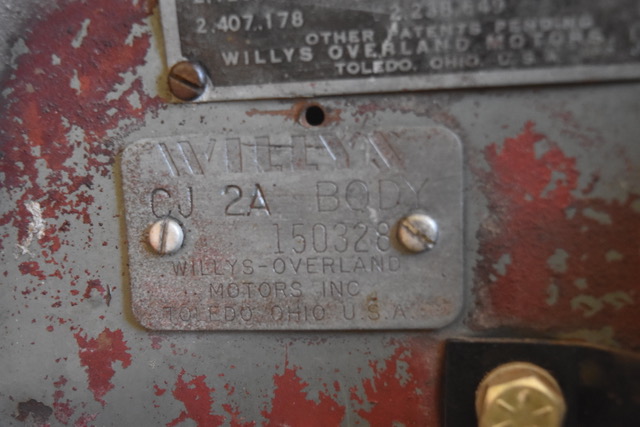 2.407.178
OTHER PATENTS PENDING
WILLYS OVERLAND MOTORS,
TOLEDO, OHIO, U.S.A.
WILLYS
CJ 2A BODY
150328
WILLYS-OVERLAND
MOTORS INC
TOLEDO OHIO U.S.A